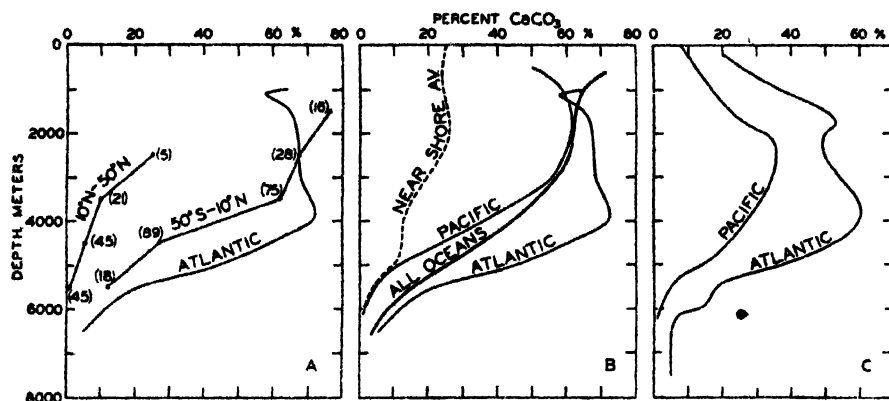 PERCENT CaCO3
0 20 40 60 % 80 0 20 40 60 80 % 0 20 40 60 %
DEPTH, METERS
0
2000
4000
6000
8000
10°N-50°N
(5)
(21)
(45)
(45)
(16)
(28)
(75)
50°S-10°N
(89)
(18)
ATLANTIC
A
NEAR SHORE AV.
PACIFIC
ALL OCEANS
ATLANTIC
B
PACIFIC
ATLANTIC
C